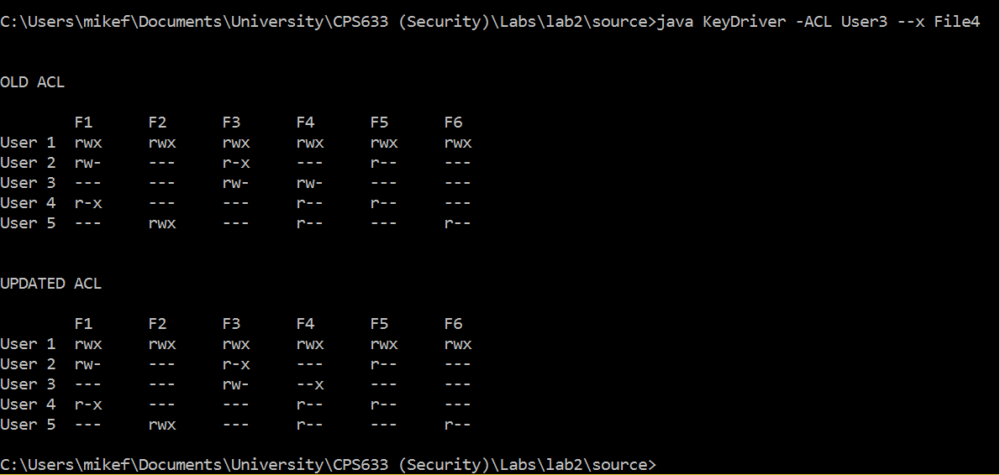 C:\Users\mikef\Documents\University\CPS633 (Security)\Labs\lab2\source>java KeyDriver -ACL User3 --x File4
OLD ACL
F1 F2 F3 F4 F5 F6
User 1 rwx rwx rwx rwx rwx rwx
User 2 rw- --- r-x --- r-- ---
User 3 --- --- rw- rw- --- ---
User 4 r-x --- --- r-- r-- ---
User 5 --- rwx --- r-- --- r--
UPDATED ACL
F1 F2 F3 F4 F5 F6
User 1 rwx rwx rwx rwx rwx rwx
User 2 rw- --- r-x --- r-- ---
User 3 --- --- rw- --x --- ---
User 4 r-x --- --- r-- r-- ---
User 5 --- rwx --- r-- --- r--
C:\Users\mikef\Documents\University\CPS633 (Security)\Labs\lab2\source>